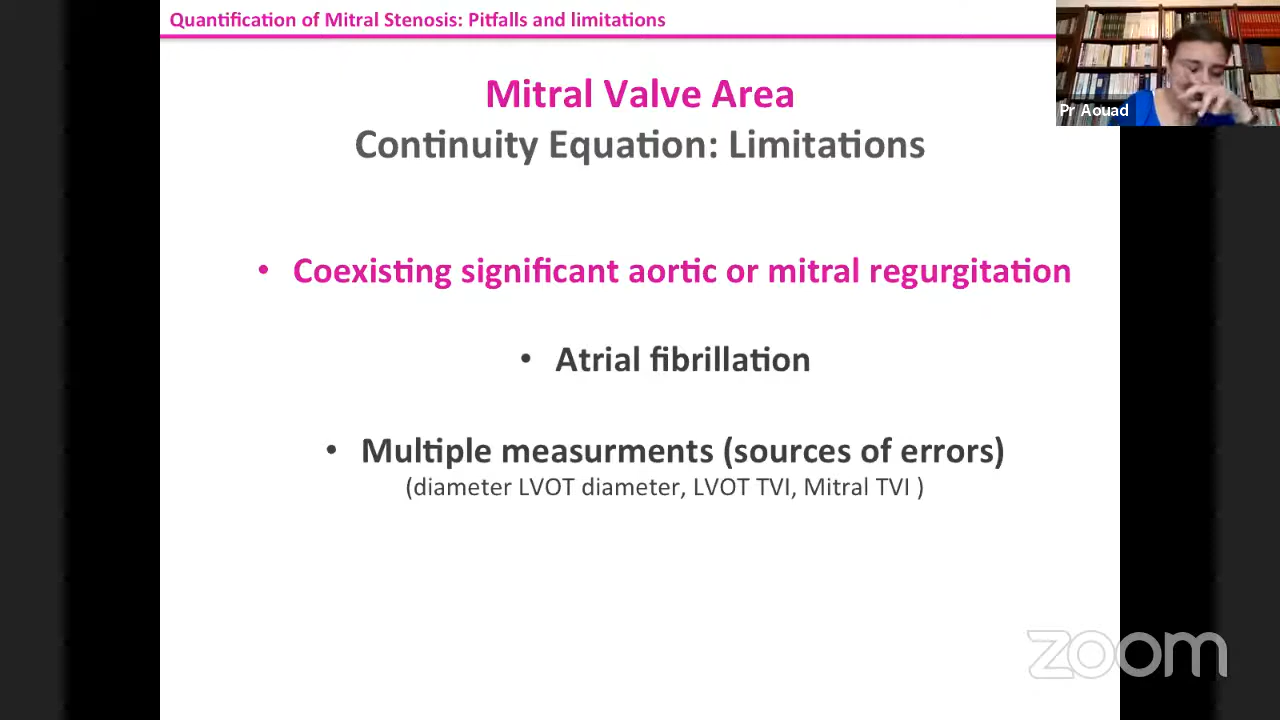 Quantification of Mitral Stenosis: Pitfalls and limitations
Pr Aouad
Mitral Valve Area
Continuity Equation: Limitations
• Coexisting significant aortic or mitral regurgitation
• Atrial fibrillation
• Multiple measurments (sources of errors)
(diameter LVOT diameter, LVOT TVI, Mitral TVI )
zoom